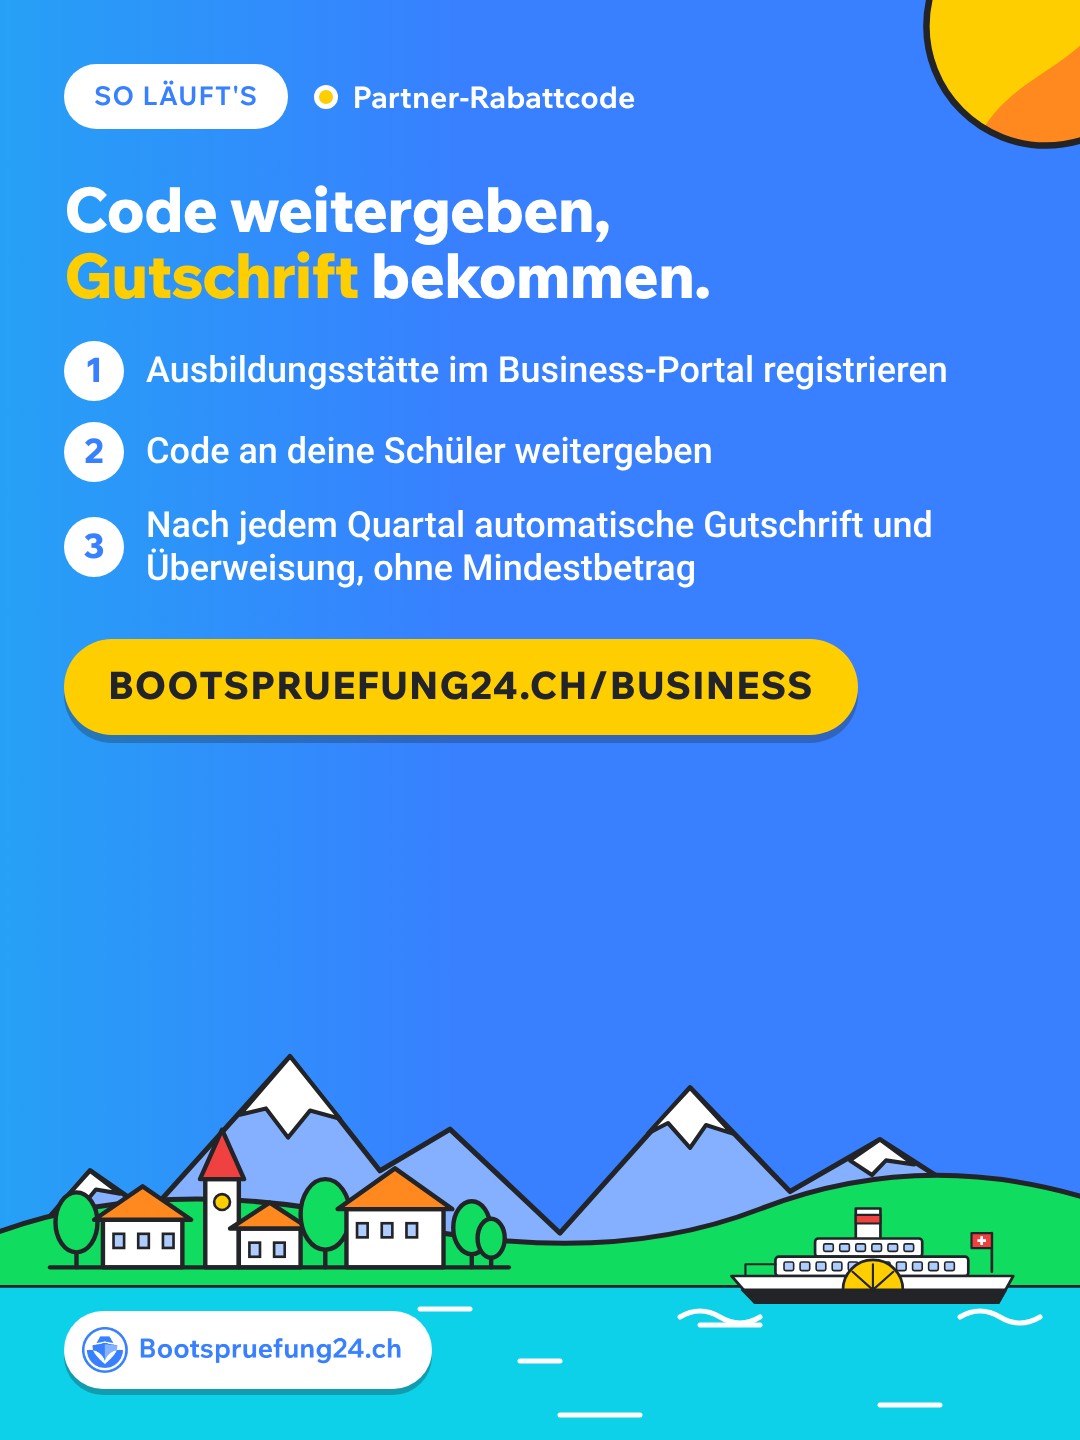 SO LÄUFT'S
Partner-Rabattcode
Code weitergeben,
Gutschrift bekommen.
1 Ausbildungsstätte im Business-Portal registrieren
2 Code an deine Schüler weitergeben
3 Nach jedem Quartal automatische Gutschrift und
Überweisung, ohne Mindestbetrag
BOOTSPRUEFUNG24.CH/BUSINESS
Bootspruefung24.ch